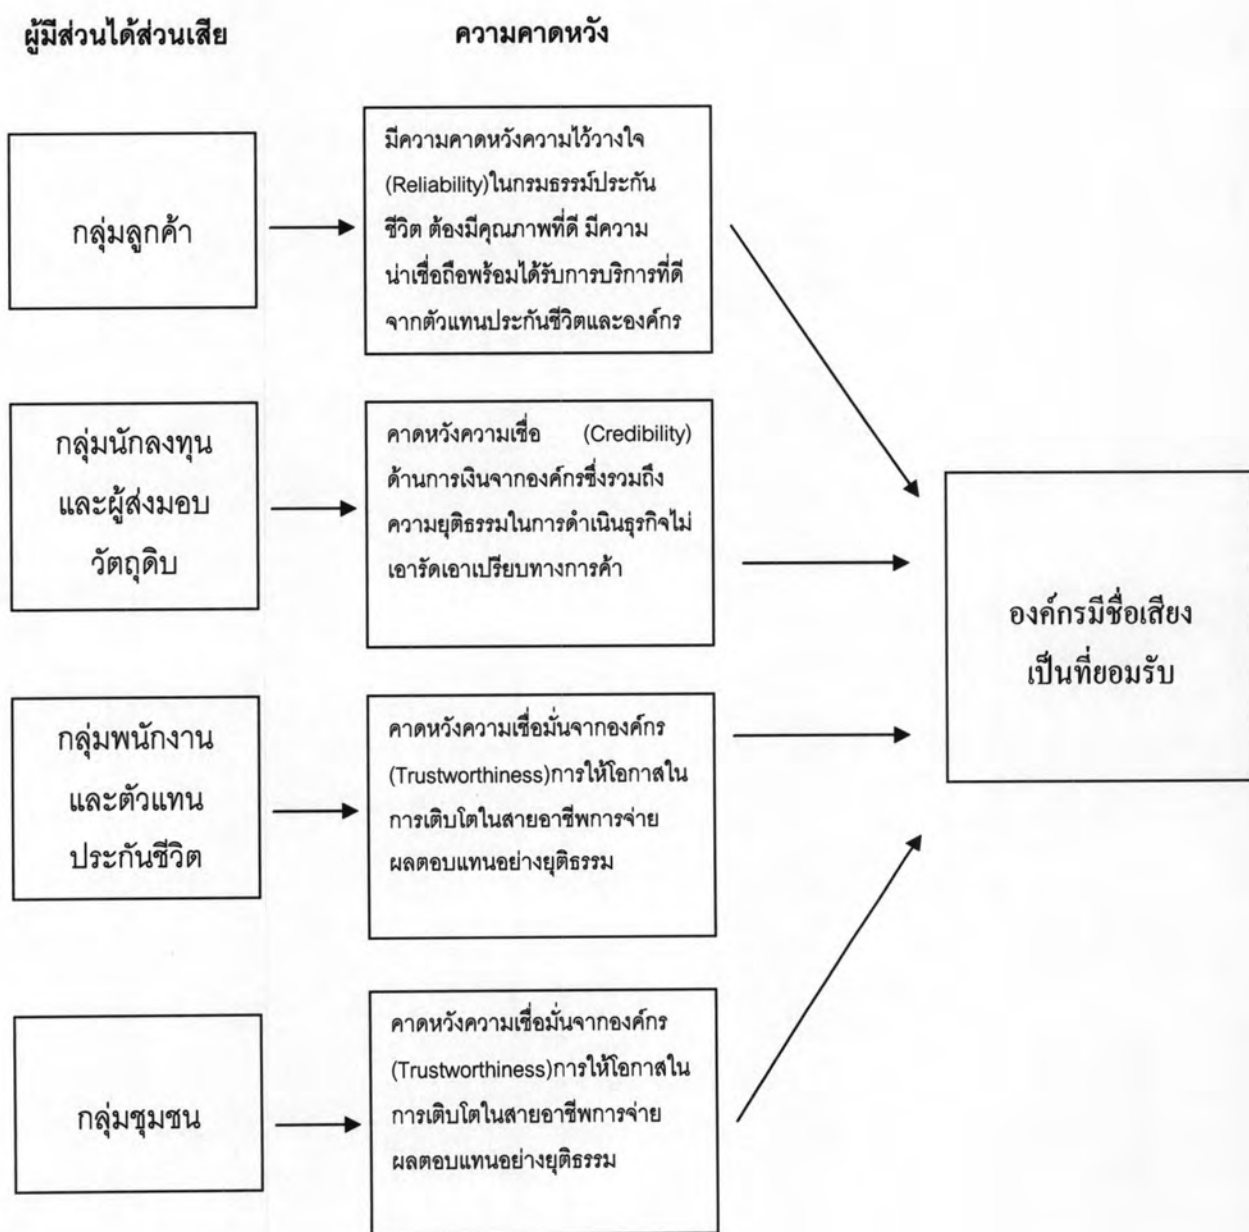 ผู้มีส่วนได้ส่วนเสีย
ความคาดหวัง
กลุ่มลูกค้า
มีความคาดหวังความไว้วางใจ
(Reliability)ในกรมธรรม์ประกัน
ชีวิต ต้องมีคุณภาพที่ดี มีความ
น่าเชื่อถือพร้อมได้รับการบริการที่ดี
จากตัวแทนประกันชีวิตและองค์กร
กลุ่มนักลงทุน
และผู้ส่งมอบ
วัตถุดิบ
คาดหวังความเชื่อ (Credibility)
ด้านการเงินจากองค์กรซึ่งรวมถึง
ความยุติธรรมในการดำเนินธุรกิจไม่
เอารัดเอาเปรียบทางการค้า
กลุ่มพนักงาน
และตัวแทน
ประกันชีวิต
คาดหวังความเชื่อมั่นจากองค์กร
(Trustworthiness)การให้โอกาสใน
การเติบโตในสายอาชีพการจ่าย
ผลตอบแทนอย่างยุติธรรม
กลุ่มชุมชน
คาดหวังความเชื่อมั่นจากองค์กร
(Trustworthiness)การให้โอกาสใน
การเติบโตในสายอาชีพการจ่าย
ผลตอบแทนอย่างยุติธรรม
องค์กรมีชื่อเสียง
เป็นที่ยอมรับ